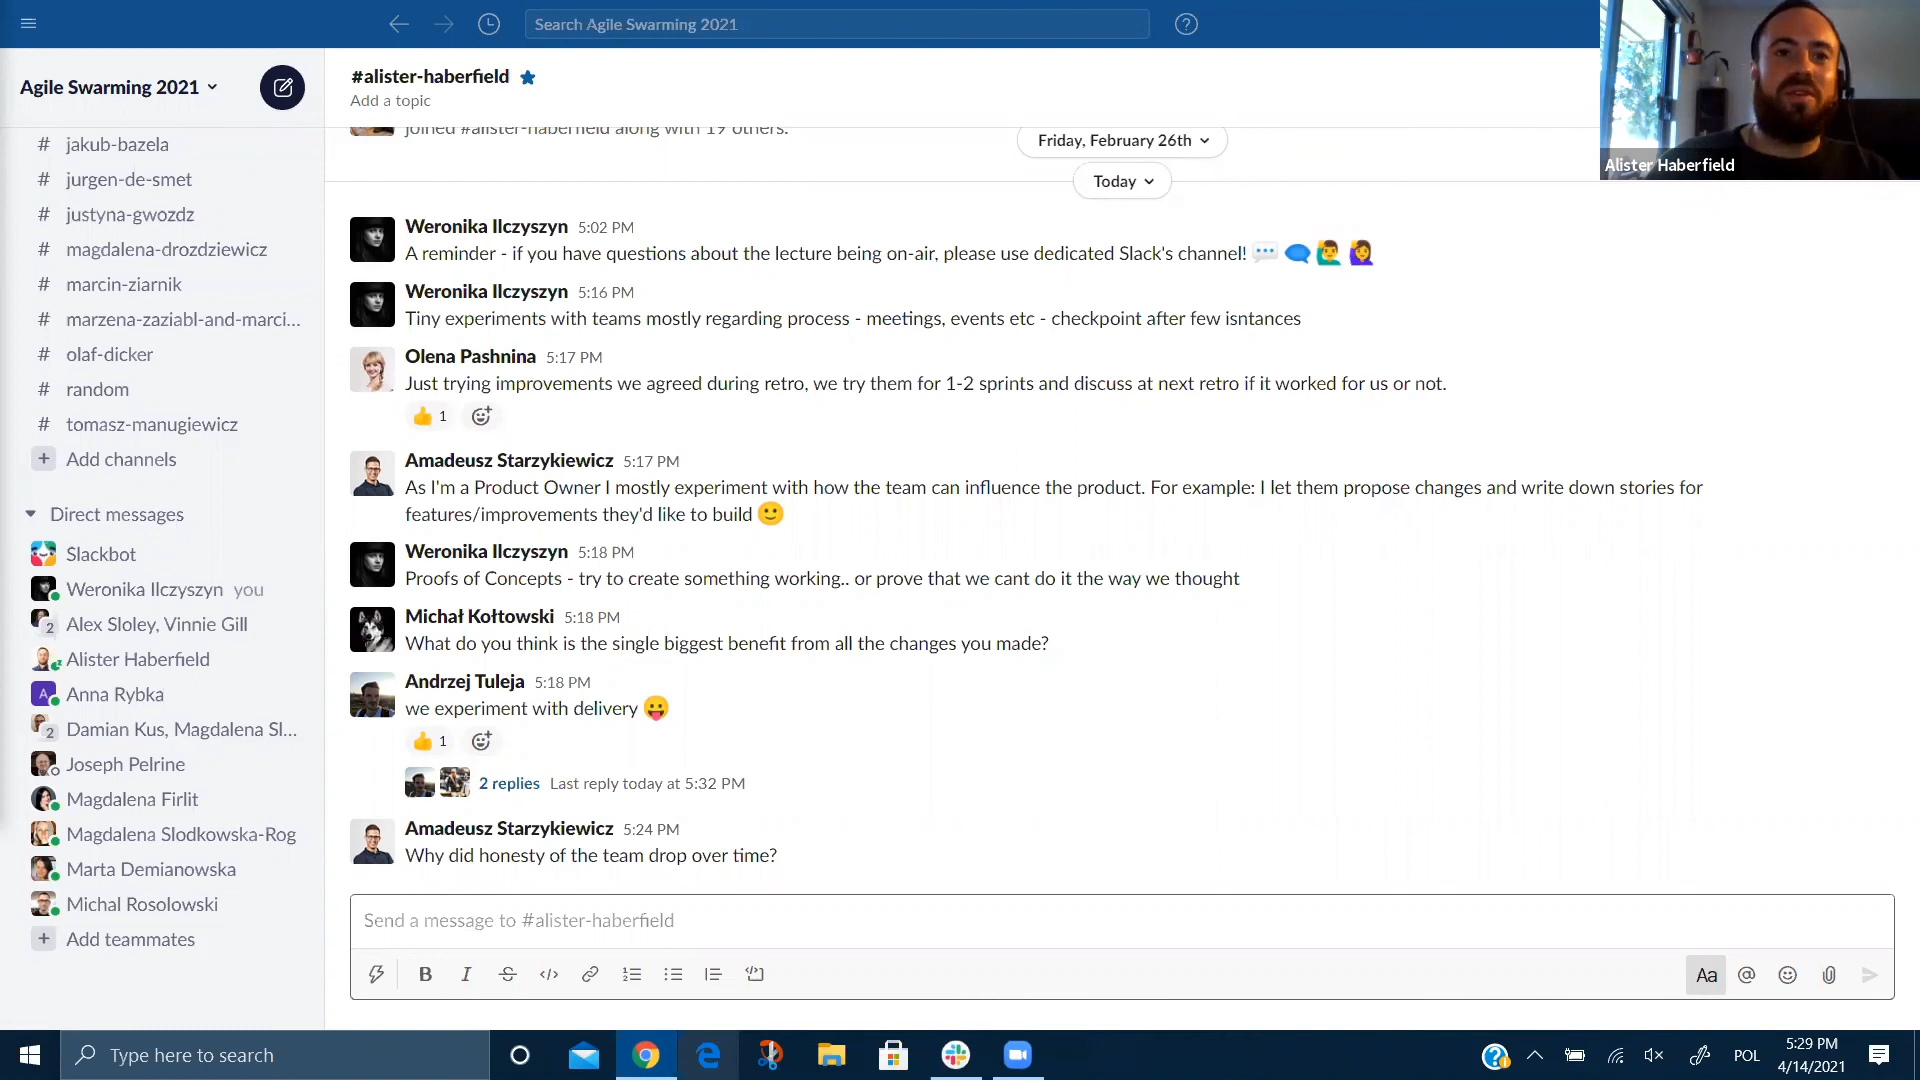 Search Agile Swarming 2021
Agile Swarming 2021
# jakub-bazela
# jurgen-de-smet
# justyna-gwozdz
# magdalena-drozdziewicz
# marcin-ziarnik
# marzena-zaziabl-and-marci...
# olaf-dicker
# random
# tomasz-manugiewicz
+ Add channels
Direct messages
Slackbot
Weronika Ilczyszyn you
2 Alex Sloley, Vinnie Gill
Alister Haberfield
A Anna Rybka
2 Damian Kus, Magdalena Sl...
Joseph Pelrine
Magdalena Firlit
Magdalena Slodkowska-Rog
Marta Demianowska
Michal Rosolowski
+ Add teammates
#alister-haberfield
Add a topic
joined #alister-haberfield along with 19 others.
Friday, February 26th
Today
Weronika Ilczyszyn 5:02 PM
A reminder - if you have questions about the lecture being on-air, please use dedicated Slack's channel! 💬 🗨 🙋‍♂️ 🙋‍♀️
Weronika Ilczyszyn 5:16 PM
Tiny experiments with teams mostly regarding process - meetings, events etc - checkpoint after few isntances
Olena Pashnina 5:17 PM
Just trying improvements we agreed during retro, we try them for 1-2 sprints and discuss at next retro if it worked for us or not.
👍 1
Amadeusz Starzykiewicz 5:17 PM
As I'm a Product Owner I mostly experiment with how the team can influence the product. For example: I let them propose changes and write down stories for
features/improvements they'd like to build 🙂
Weronika Ilczyszyn 5:18 PM
Proofs of Concepts - try to create something working.. or prove that we cant do it the way we thought
Michał Kołtowski 5:18 PM
What do you think is the single biggest benefit from all the changes you made?
Andrzej Tuleja 5:18 PM
we experiment with delivery 😛
👍 1
2 replies Last reply today at 5:32 PM
Amadeusz Starzykiewicz 5:24 PM
Why did honesty of the team drop over time?
Send a message to #alister-haberfield
B I S </> Aa @
Alister Haberfield
Type here to search
POL
5:29 PM
4/14/2021